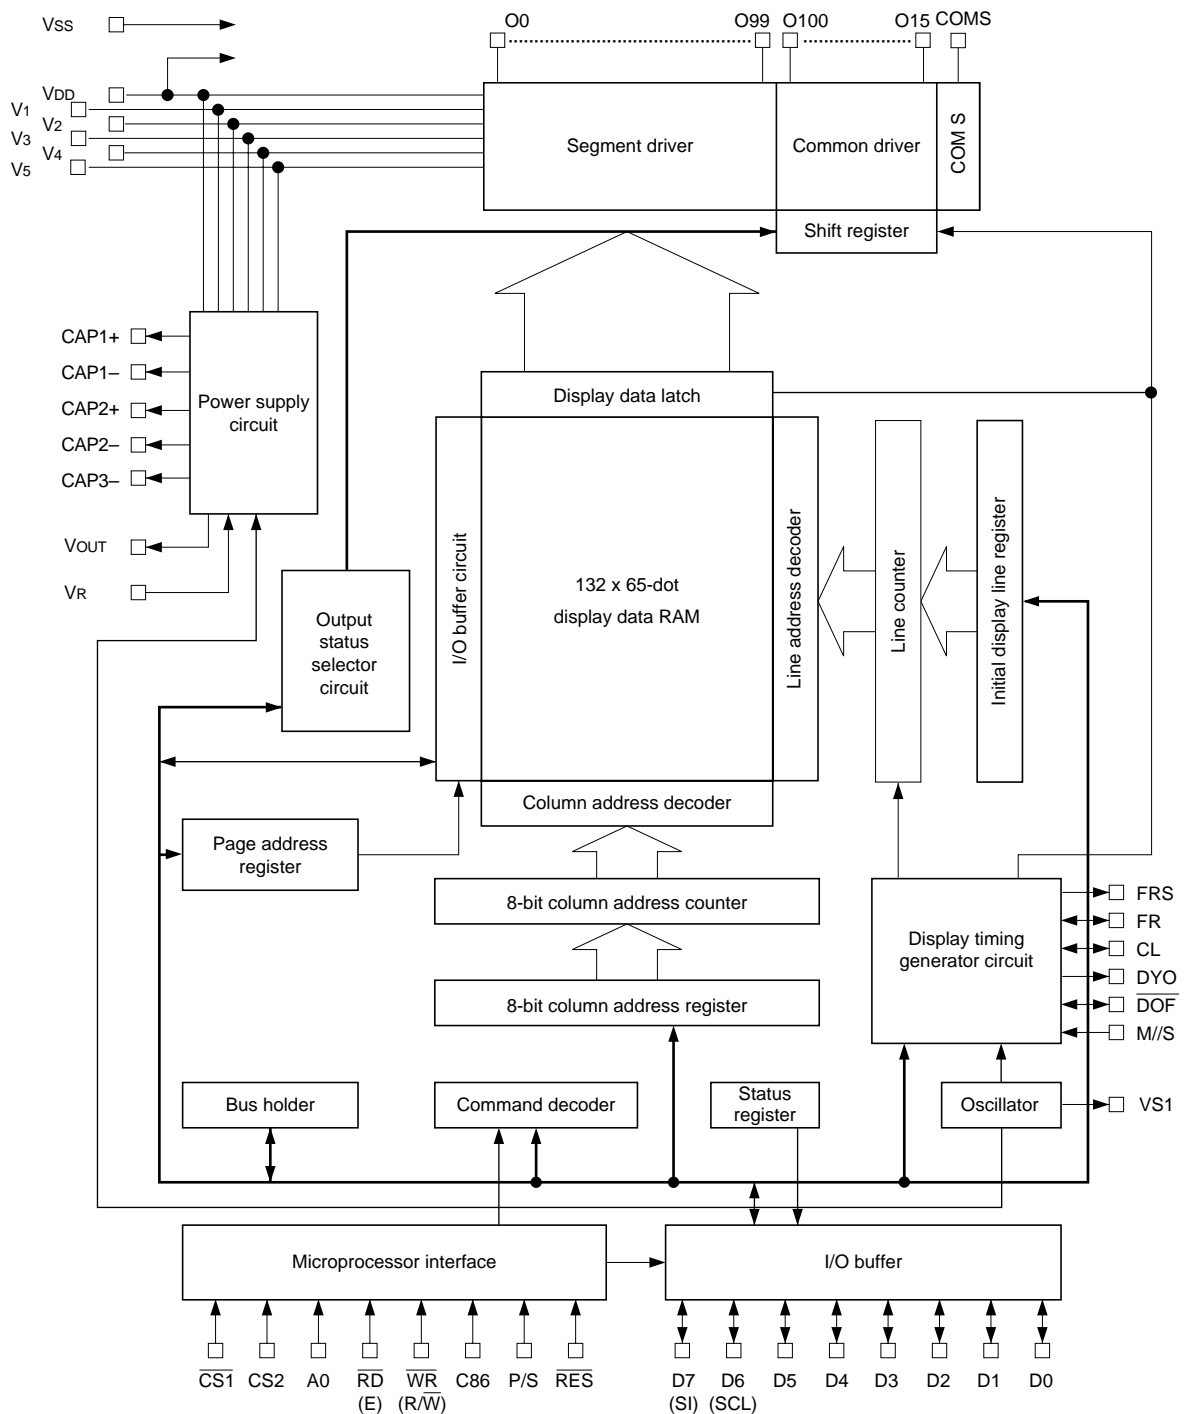 VSS
O0
O99
O100
O15
COMS
VDD
V1
V2
V3
V4
V5
Segment driver
Common driver
COM S
Shift register
CAP1+
CAP1–
CAP2+
CAP2–
CAP3–
VOUT
VR
Power supply
circuit
Display data latch
Output
status
selector
circuit
I/O buffer circuit
132 x 65-dot
display data RAM
Line address decoder
Line counter
Initial display line register
Column address decoder
Page address
register
8-bit column address counter
8-bit column address register
Display timing
generator circuit
FRS
FR
CL
DYO
DOF
M//S
Bus holder
Command decoder
Status
register
Oscillator
VS1
Microprocessor interface
I/O buffer
CS1
CS2
A0
RD
(E)
WR
(R/W)
C86
P/S
RES
D7
(SI)
D6
(SCL)
D5
D4
D3
D2
D1
D0